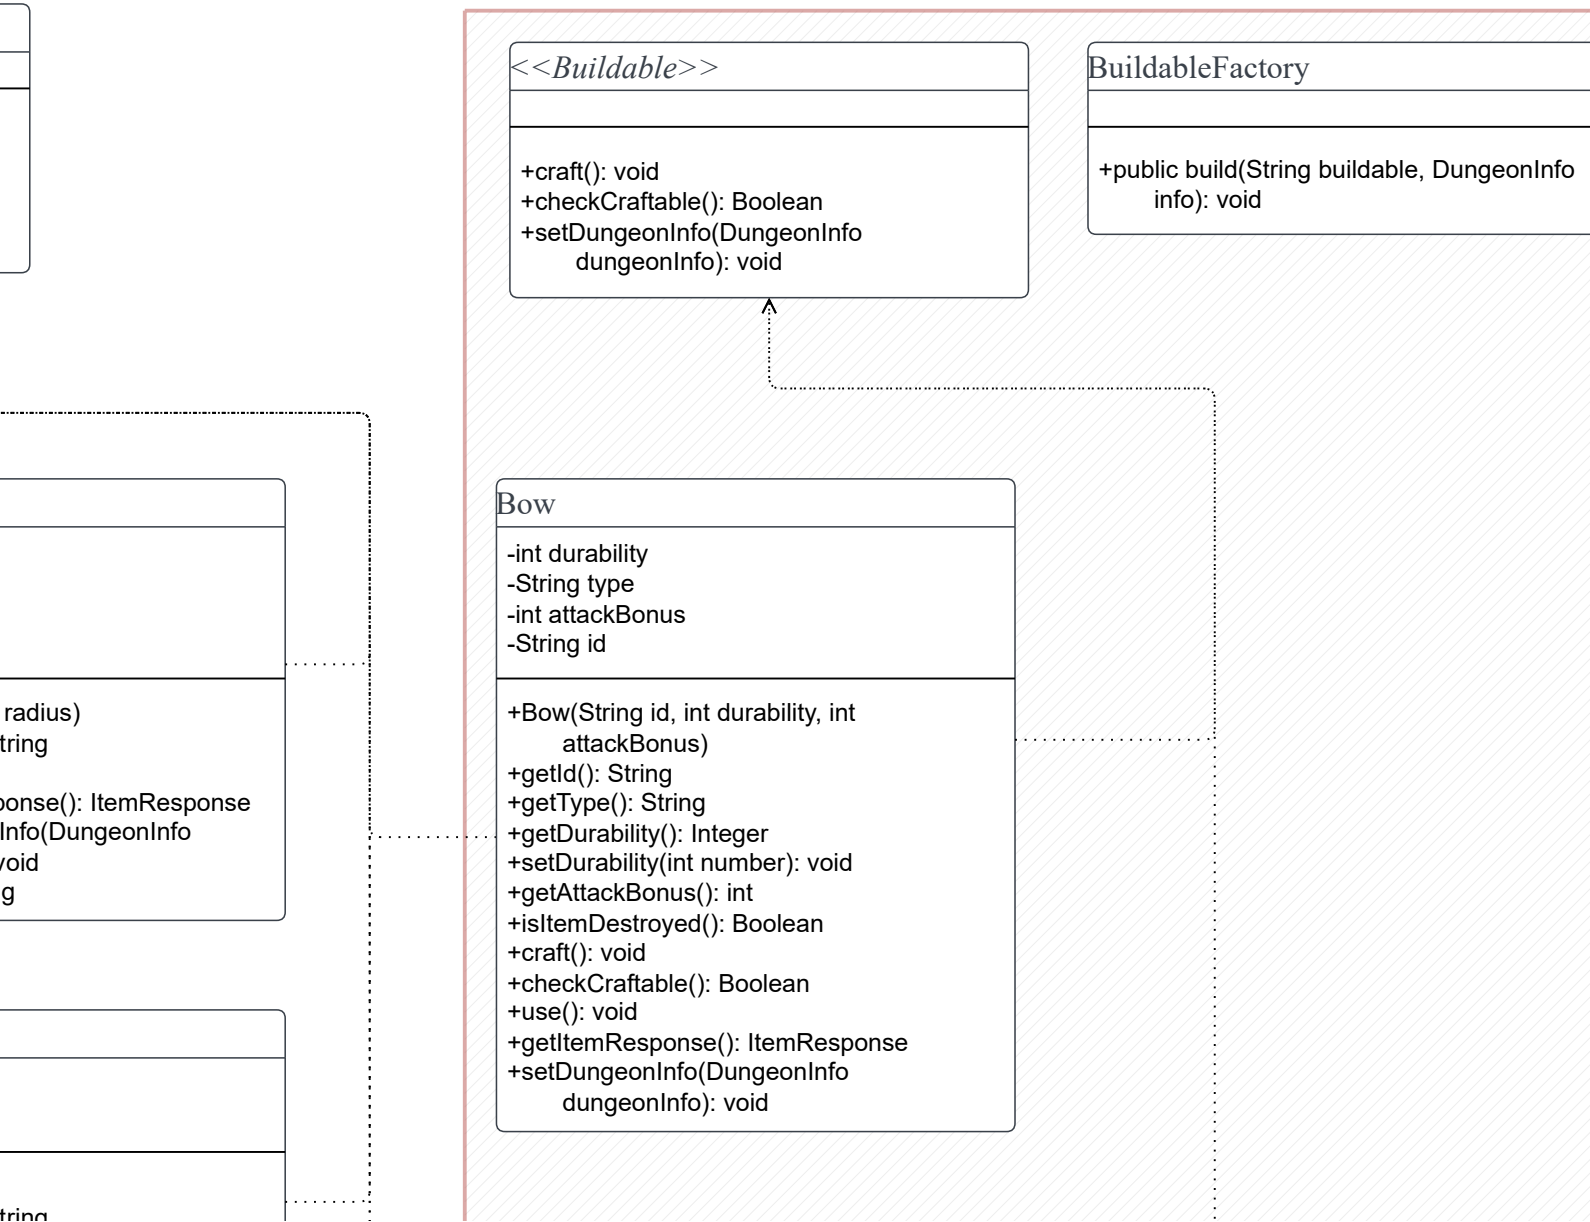 <<Buildable>>
+craft(): void
+checkCraftable(): Boolean
+setDungeonInfo(DungeonInfo
dungeonInfo): void
BuildableFactory
+public build(String buildable, DungeonInfo
info): void
Bow
-int durability
-String type
-int attackBonus
-String id
+Bow(String id, int durability, int
attackBonus)
+getId(): String
+getType(): String
+getDurability(): Integer
+setDurability(int number): void
+getAttackBonus(): int
+isItemDestroyed(): Boolean
+craft(): void
+checkCraftable(): Boolean
+use(): void
+getItemResponse(): ItemResponse
+setDungeonInfo(DungeonInfo
dungeonInfo): void
radius)
tring
ponse(): ItemResponse
Info(DungeonInfo
void
g
tring